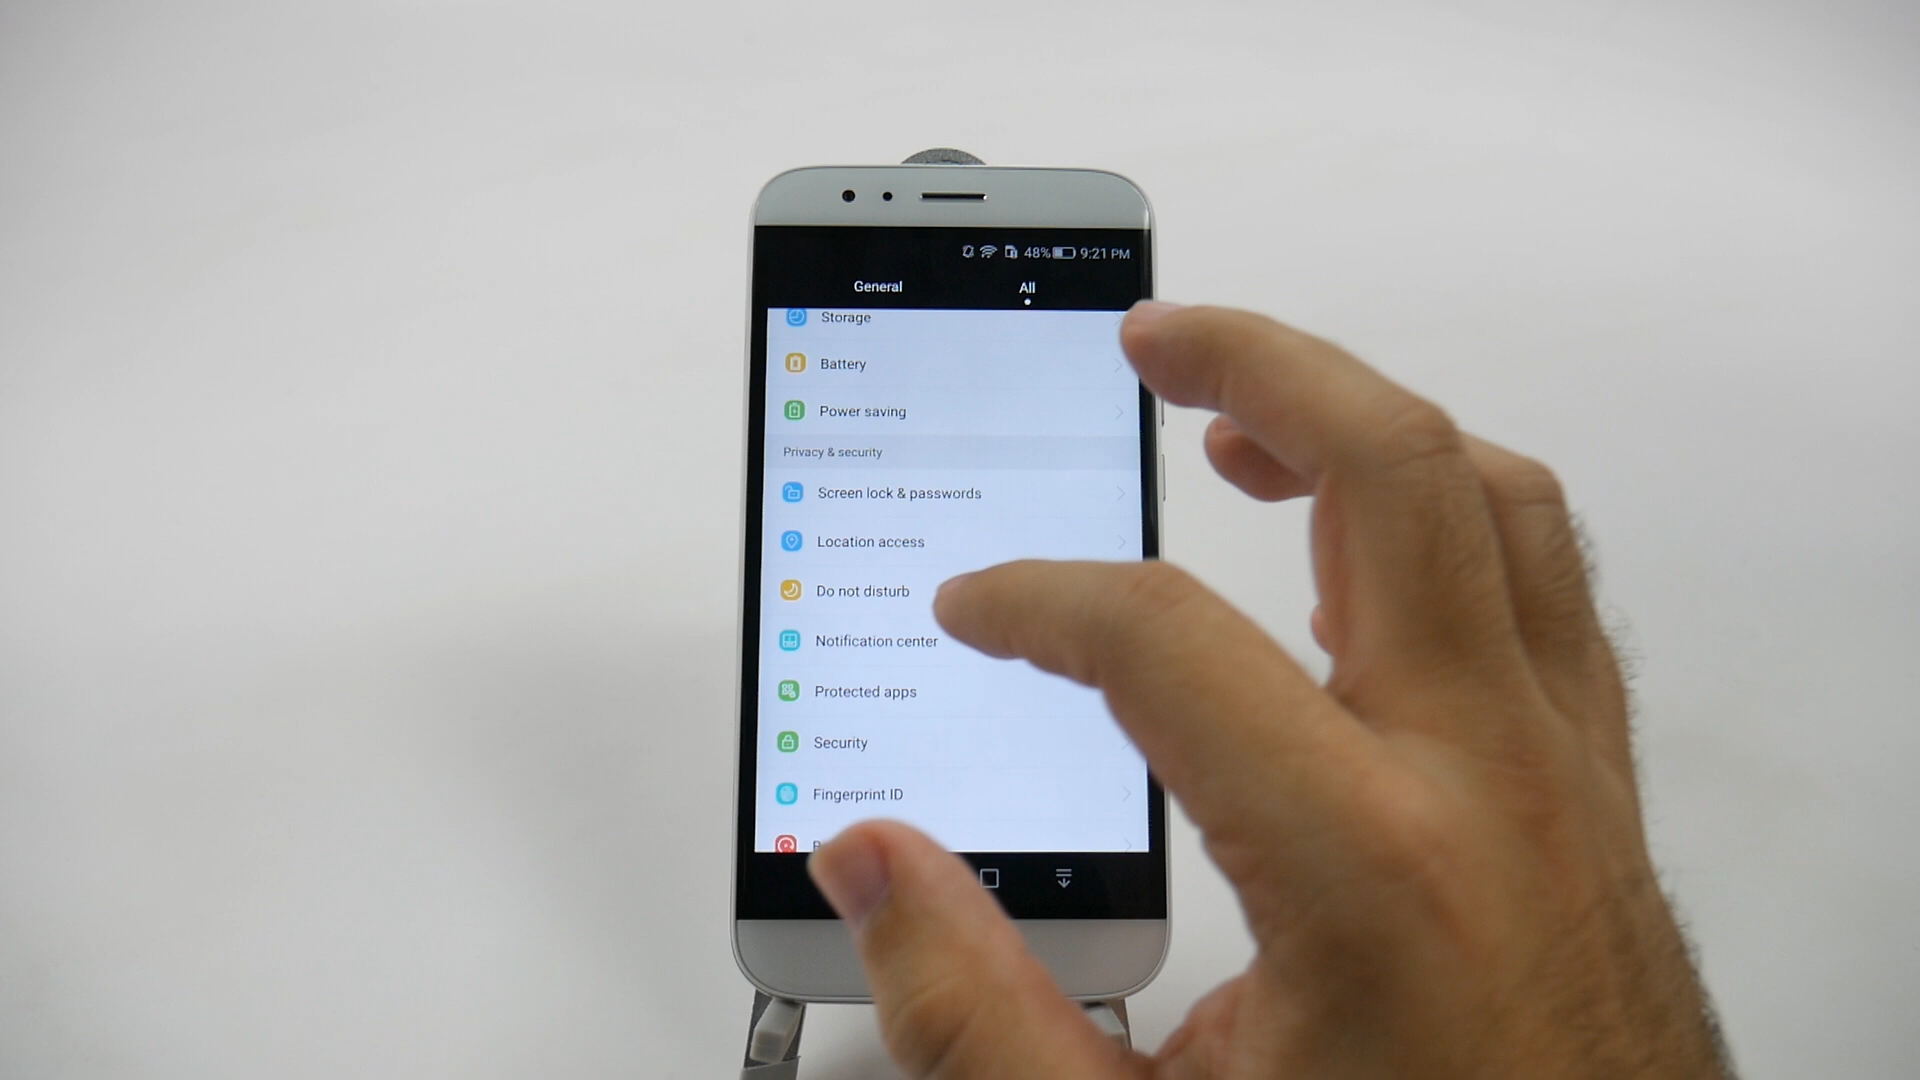 48% 9:21 PM
General All
Storage
Battery
Power saving
Privacy & security
Screen lock & passwords
Location access
Do not disturb
Notification center
Protected apps
Security
Fingerprint ID